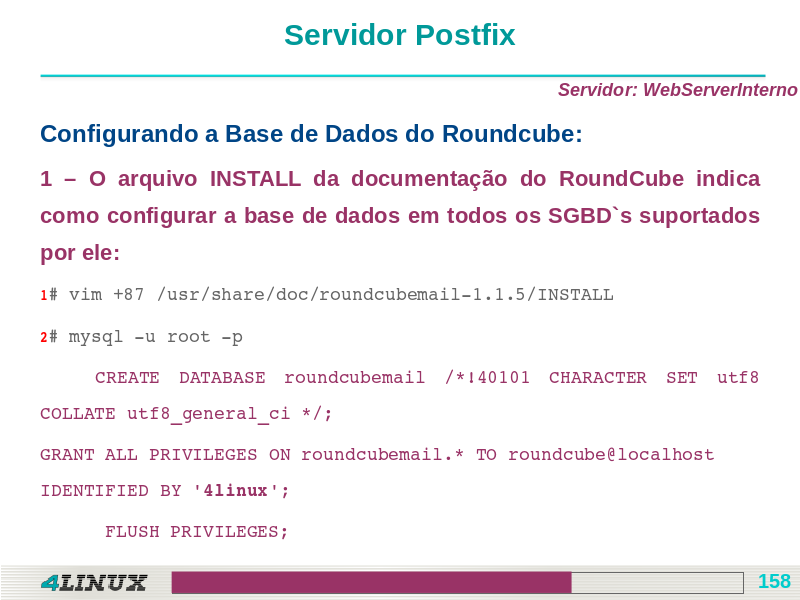 Servidor Postfix
Servidor: WebServerInterno
Configurando a Base de Dados do Roundcube:
1 – O arquivo INSTALL da documentação do RoundCube indica
como configurar a base de dados em todos os SGBD`s suportados
por ele:
1# vim +87 /usr/share/doc/roundcubemail-1.1.5/INSTALL
2# mysql -u root -p
CREATE DATABASE roundcubemail /*!40101 CHARACTER SET utf8
COLLATE utf8_general_ci */;
GRANT ALL PRIVILEGES ON roundcubemail.* TO roundcube@localhost
IDENTIFIED BY '4linux';
FLUSH PRIVILEGES;
4LINUX
158